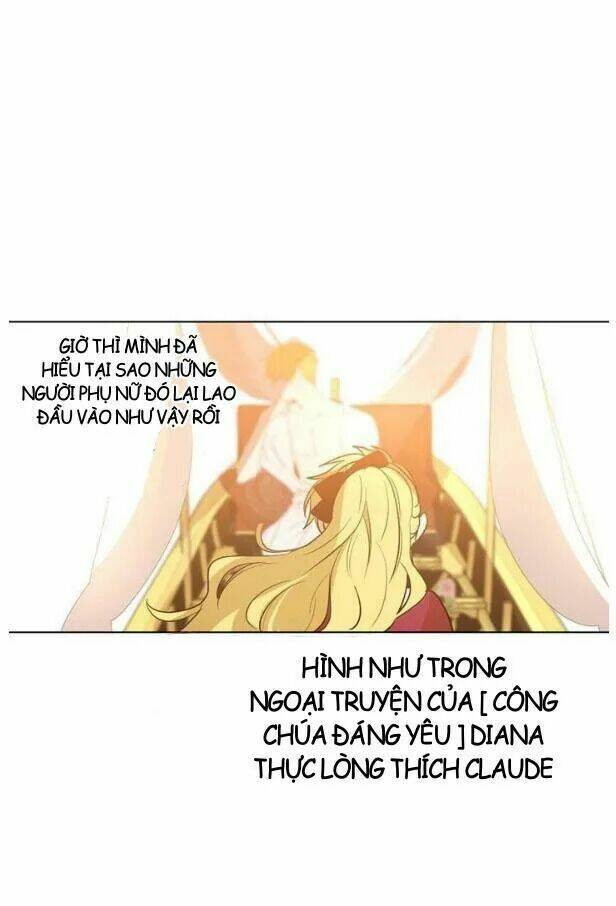 GIỜ THÌ MÌNH ĐÃ
HIỂU TẠI SAO NHỮNG
NGƯỜI PHỤ NỮ ĐÓ LẠI LAO
ĐẦU VÀO NHƯ VẬY RỒI
HÌNH NHƯ TRONG
NGOẠI TRUYỆN CỦA [ CÔNG
CHÚA ĐÁNG YÊU ] DIANA
THỰC LÒNG THÍCH CLAUDE